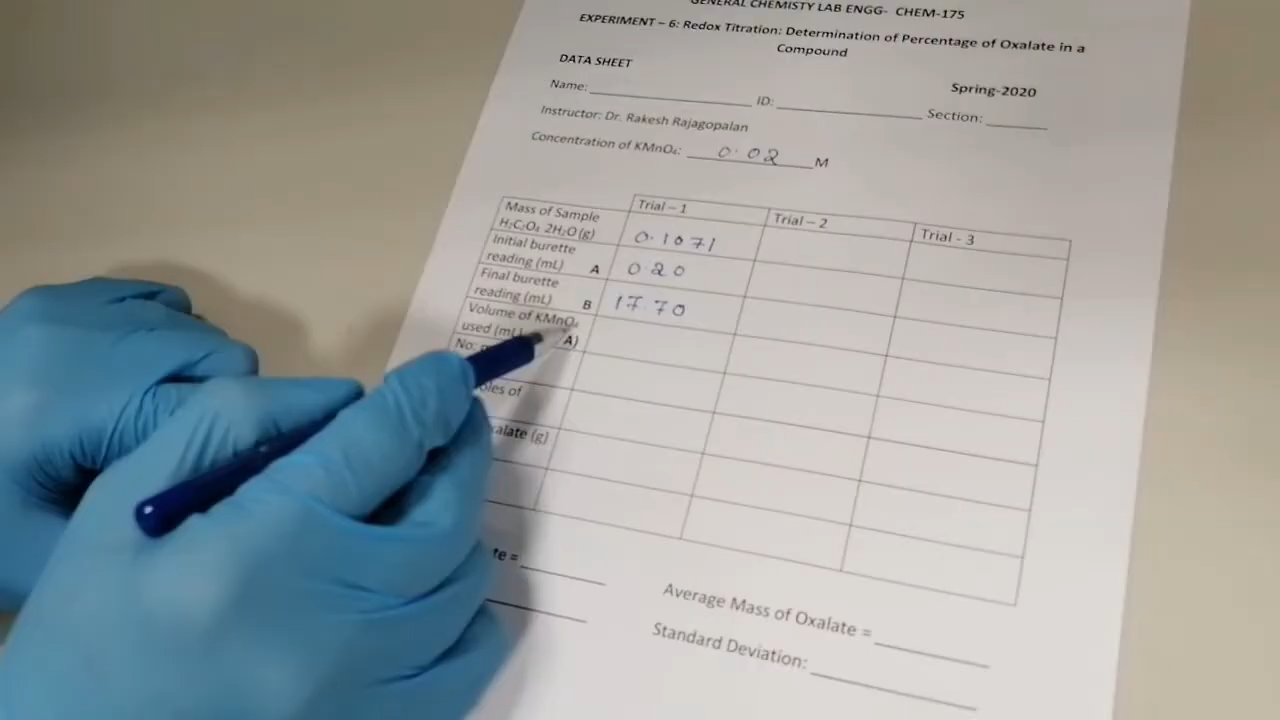 GENERAL CHEMISTY LAB ENGG- CHEM-175
EXPERIMENT – 6: Redox Titration: Determination of Percentage of Oxalate in a
Compound
DATA SHEET
Spring-2020
Name: ID: Section:
Instructor: Dr. Rakesh Rajagopalan
Concentration of KMnO₄: 0.02 M
Trial – 1 Trial – 2 Trial - 3
Mass of Sample
H₂C₂O₄ 2H₂O (g) 0.1071
Initial burette
reading (mL) A 0.20
Final burette
reading (mL) B 17.70
Volume of KMnO₄
used (mL) A)
No:
oles of
xalate (g)
te =
Average Mass of Oxalate =
Standard Deviation: